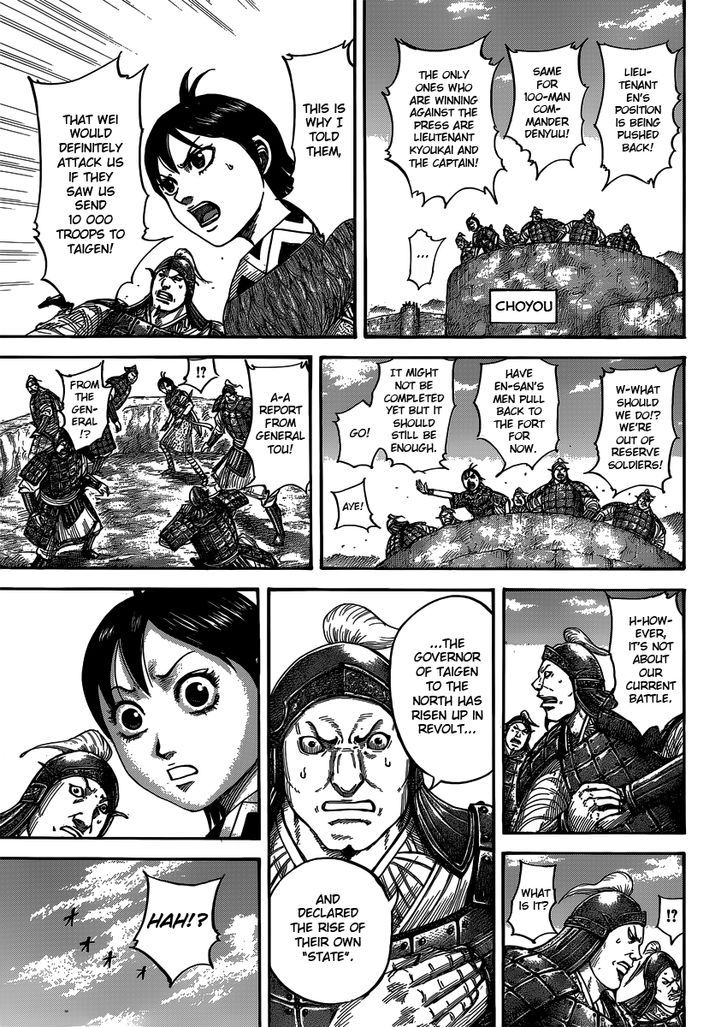 LIEU-
TENANT
EN'S
POSITION
IS BEING
PUSHED
BACK!
SAME
FOR
100-MAN
COM-
MANDER
DENYUU!
THE ONLY
ONES WHO
ARE WINNING
AGAINST
THE PRESS ARE
LIEUTENANT
KYOUKAI AND
THE CAPTAIN!
...
CHOYOU
THIS IS
WHY I
TOLD
THEM,
THAT WEI
WOULD
DEFINITELY
ATTACK US
IF THEY
SAW US
SEND
10 000
TROOPS TO
TAIGEN!
W-WHAT
SHOULD
WE DO!?
WE'RE
OUT OF
RESERVE
SOLDIERS!
HAVE
EN-SAN'S
MEN PULL
BACK TO
THE FORT
FOR
NOW.
IT MIGHT
NOT BE
COMPLETED
YET BUT IT
SHOULD
STILL BE
ENOUGH.
GO!
AYE!
A-A
REPORT
FROM
GENERAL
TOU!
!?
FROM
THE
GEN-
ERAL
!?
H-HOW-
EVER,
IT'S NOT
ABOUT
OUR
CURRENT
BATTLE.
!?
WHAT
IS IT?
...THE
GOVERNOR
OF TAIGEN
TO THE
NORTH HAS
RISEN UP IN
REVOLT...
AND
DECLARED
THE RISE OF
THEIR OWN
"STATE".
HAH!?